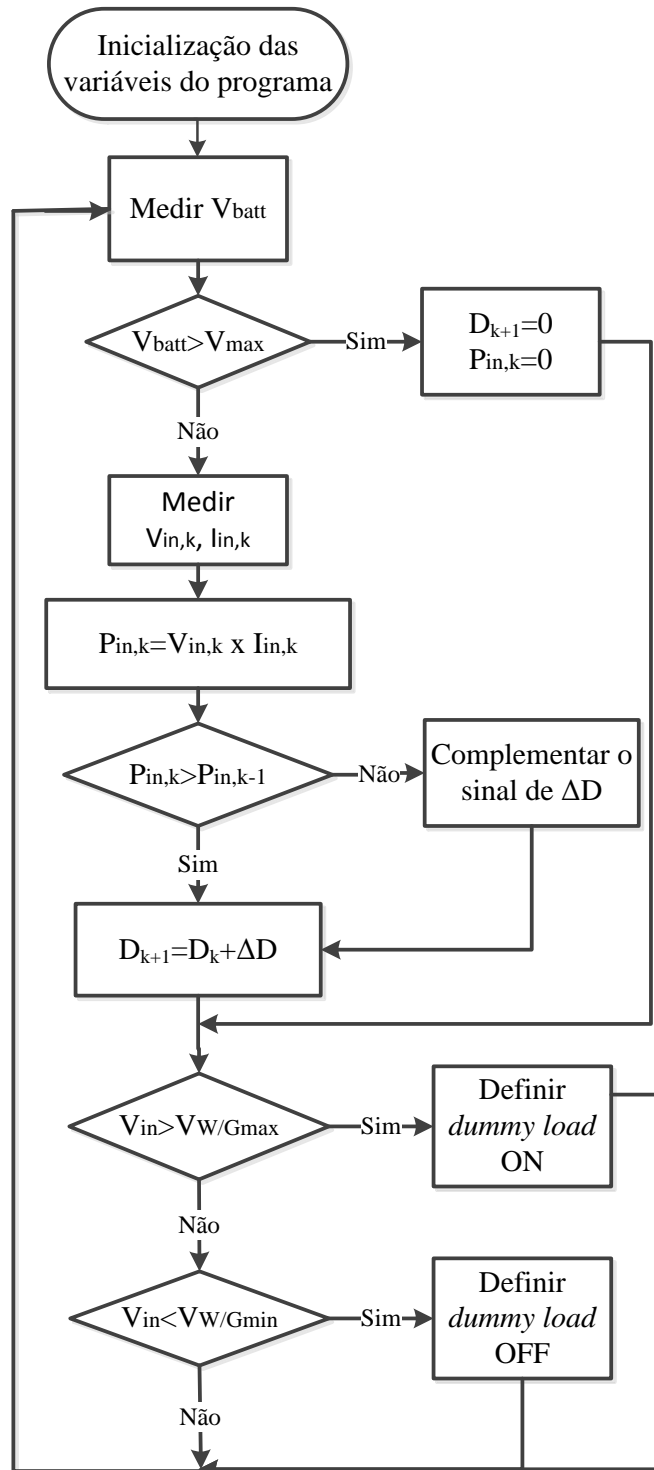 Inicialização das
variáveis do programa
Medir Vbatt
Vbatt>Vmax
Sim
Dk+1=0
Pin,k=0
Não
Medir
Vin,k, Iin,k
Pin,k=Vin,k x Iin,k
Pin,k>Pin,k-1
Não
Complementar o
sinal de ΔD
Sim
Dk+1=Dk+ΔD
Vin>VW/Gmax
Sim
Definir
dummy load
ON
Não
Vin<VW/Gmin
Sim
Definir
dummy load
OFF
Não